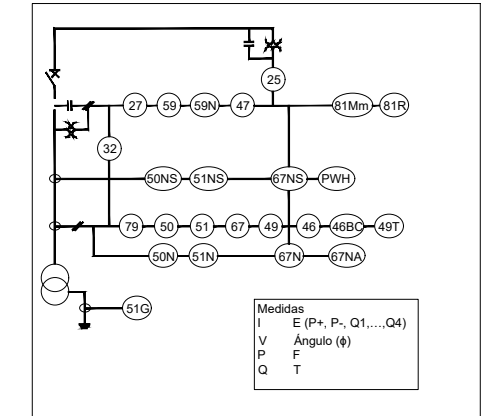 25
27 59 59N 47 81Mm 81R
32
50NS 51NS 67NS PWH
79 50 51 67 49 46 46BC 49T
50N 51N 67N 67NA
51G
Medidas
I E (P+, P-, Q1,...,Q4)
V Ángulo (ϕ)
P F
Q T